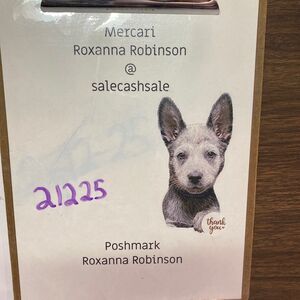 Mercari
Roxanna Robinson
@
salecashsale
21225
thank
you
Poshmark
Roxanna Robinson